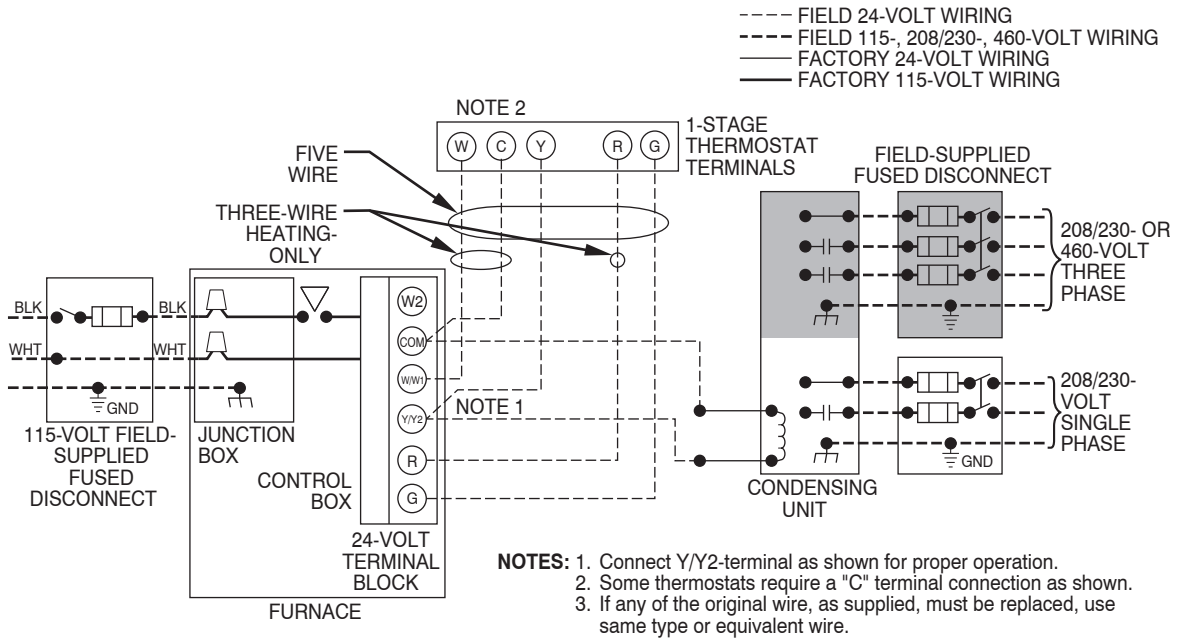 FIELD 24-VOLT WIRING
FIELD 115-, 208/230-, 460-VOLT WIRING
FACTORY 24-VOLT WIRING
FACTORY 115-VOLT WIRING
NOTE 2
W C Y R G
1-STAGE
THERMOSTAT
TERMINALS
FIVE
WIRE
THREE-WIRE
HEATING-
ONLY
FIELD-SUPPLIED
FUSED DISCONNECT
208/230- OR
460-VOLT
THREE
PHASE
BLK
BLK
WHT
WHT
GND
115-VOLT FIELD-
SUPPLIED
FUSED
DISCONNECT
JUNCTION
BOX
CONTROL
BOX
W2
COM
W/W1
Y/Y2
R
G
NOTE 1
24-VOLT
TERMINAL
BLOCK
FURNACE
208/230-
VOLT
SINGLE
PHASE
GND
CONDENSING
UNIT
NOTES: 1. Connect Y/Y2-terminal as shown for proper operation.
2. Some thermostats require a "C" terminal connection as shown.
3. If any of the original wire, as supplied, must be replaced, use
same type or equivalent wire.